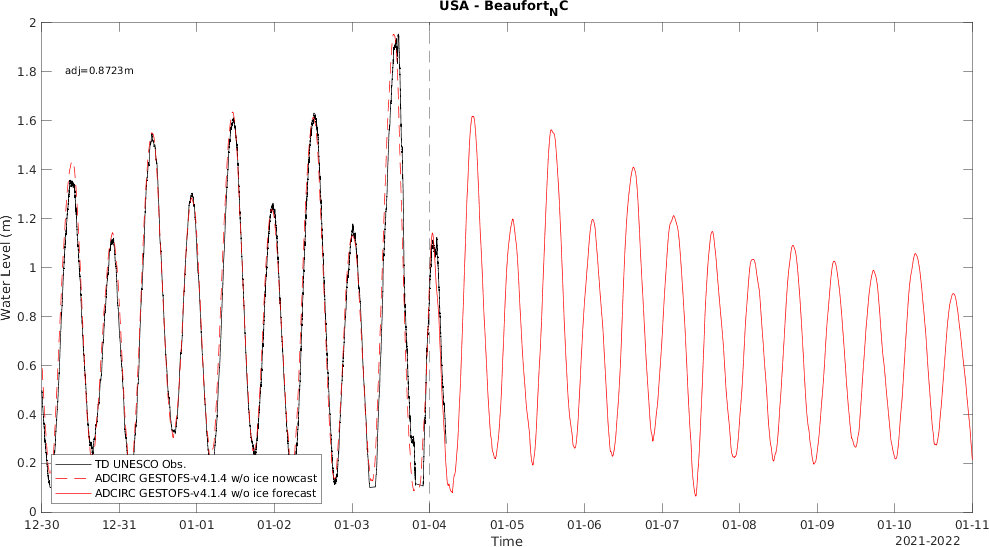 USA - Beaufort_NC
2
1.8
1.6
1.4
1.2
1
0.8
0.6
0.4
0.2
0
adj=0.8723m
Water Level (m)
TD UNESCO Obs.
ADCIRC GESTOFS-v4.1.4 w/o ice nowcast
ADCIRC GESTOFS-v4.1.4 w/o ice forecast
12-30 12-31 01-01 01-02 01-03 01-04 01-05 01-06 01-07 01-08 01-09 01-10 01-11
Time
2021-2022